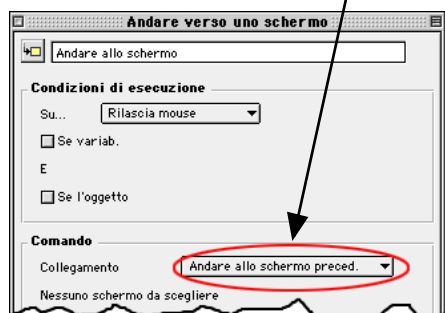 Andare verso uno schermo
Andare allo schermo
Condizioni di esecuzione
Su... Rilascia mouse
Se variab.
E
Se l'oggetto
Comando
Collegamento Andare allo schermo preced.
Nessuno schermo da scegliere